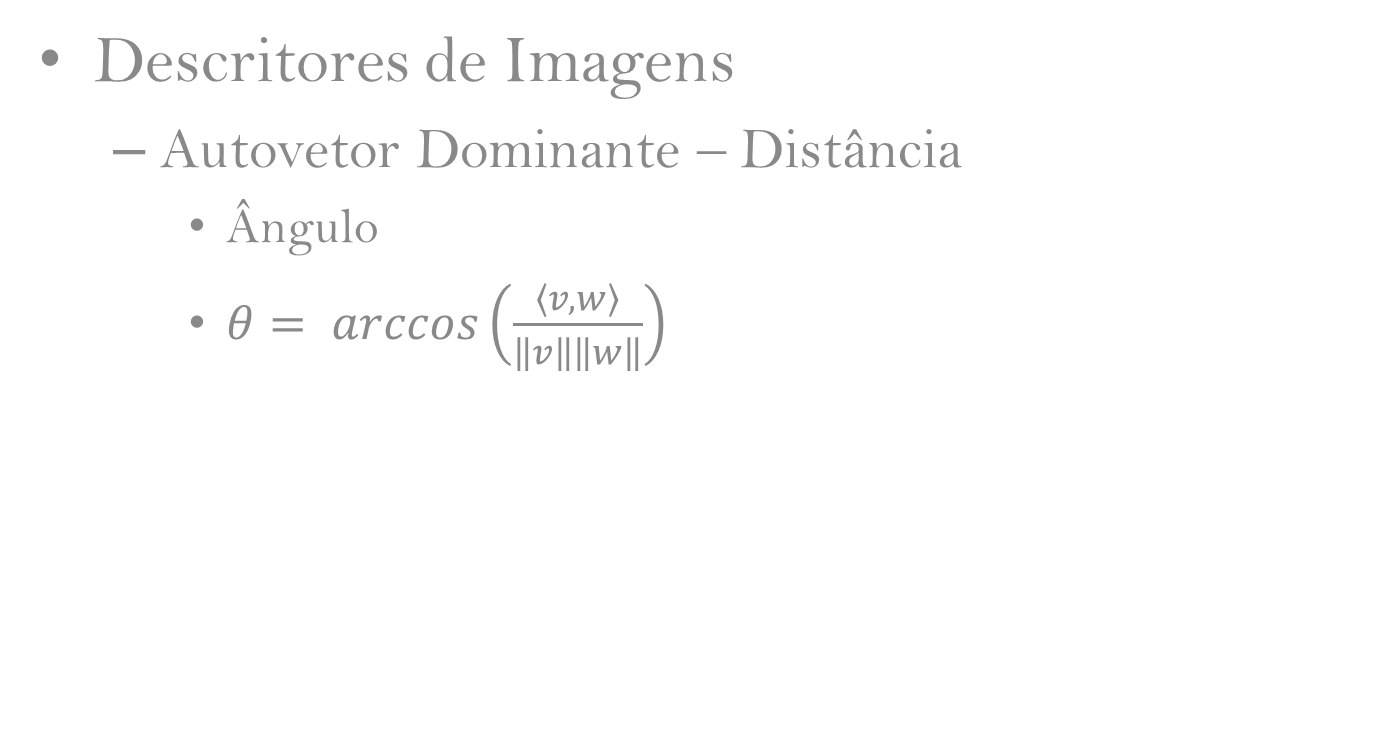 • Descritores de Imagens
– Autovetor Dominante – Distância
• Ângulo
• θ = arccos(⟨v,w⟩ / ‖v‖‖w‖)